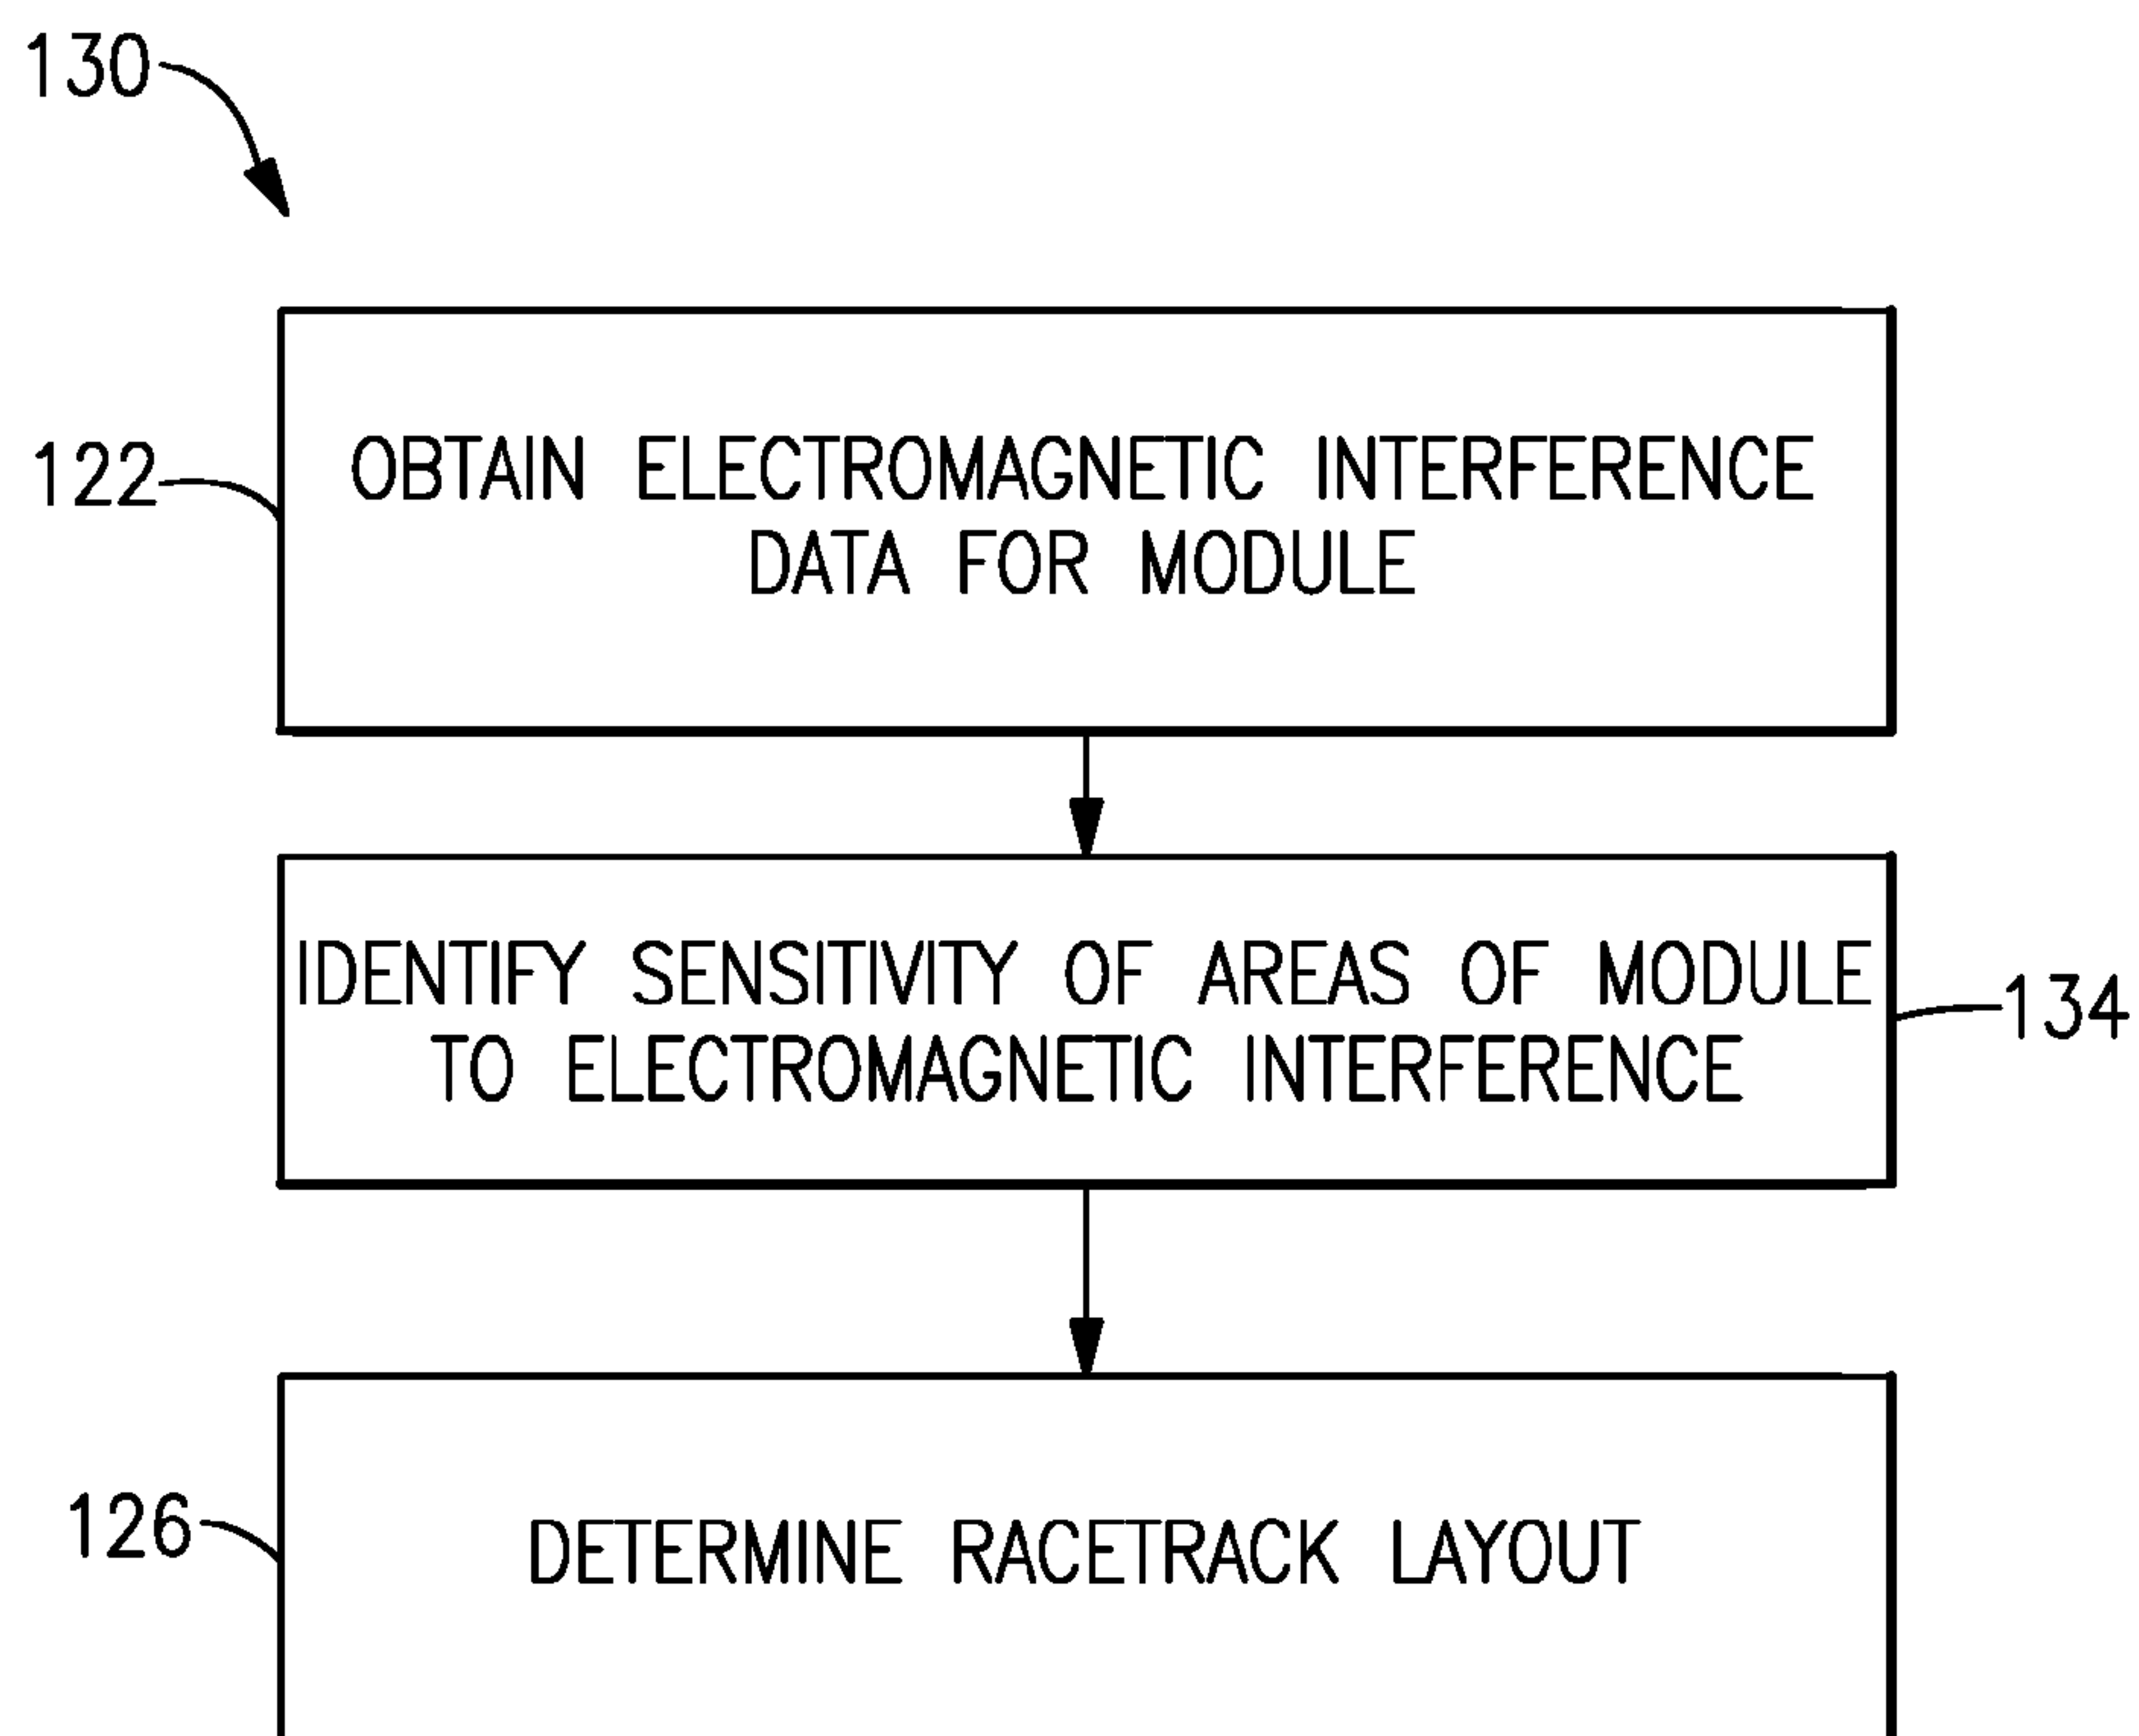 130
122
OBTAIN ELECTROMAGNETIC INTERFERENCE
DATA FOR MODULE
IDENTIFY SENSITIVITY OF AREAS OF MODULE
TO ELECTROMAGNETIC INTERFERENCE
134
126
DETERMINE RACETRACK LAYOUT